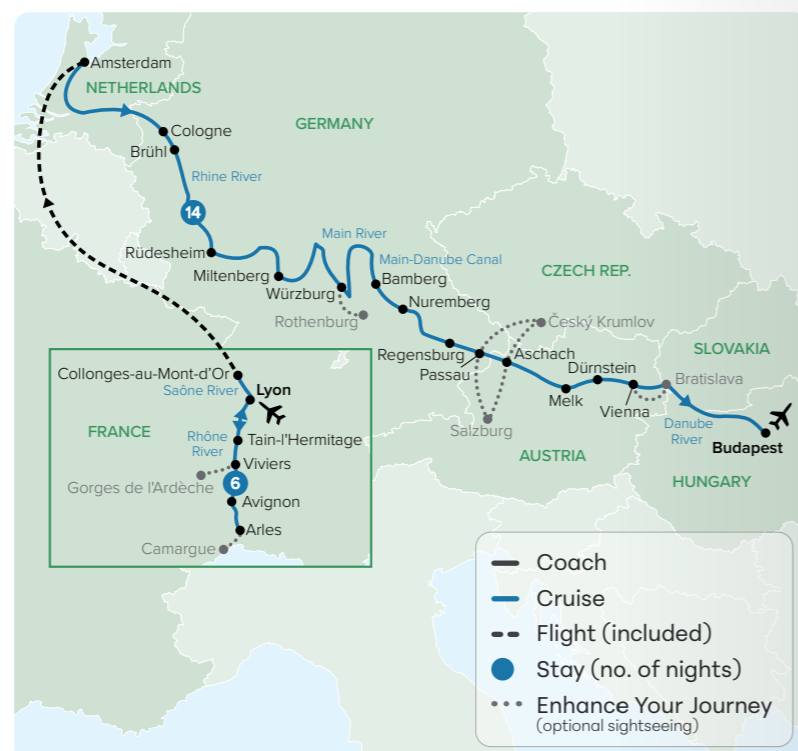 Amsterdam
NETHERLANDS
Cologne
GERMANY
Brühl
Rhine River
14
Main River
Rüdesheim
Main-Danube Canal
Miltenberg
Bamberg
CZECH REP.
Würzburg
Nuremberg
Rothenburg
Český Krumlov
Regensburg
Aschach
SLOVAKIA
Passau
Dürnstein
Collonges-au-Mont-d'Or
Bratislava
Saône River
Lyon
Melk
Vienna
Salzburg
Danube
River
FRANCE
Rhône
River
Tain-l'Hermitage
Budapest
AUSTRIA
Viviers
HUNGARY
Gorges de l'Ardèche
6
Avignon
Arles
Camargue
Coach
Cruise
Flight (included)
Stay (no. of nights)
Enhance Your Journey
(optional sightseeing)